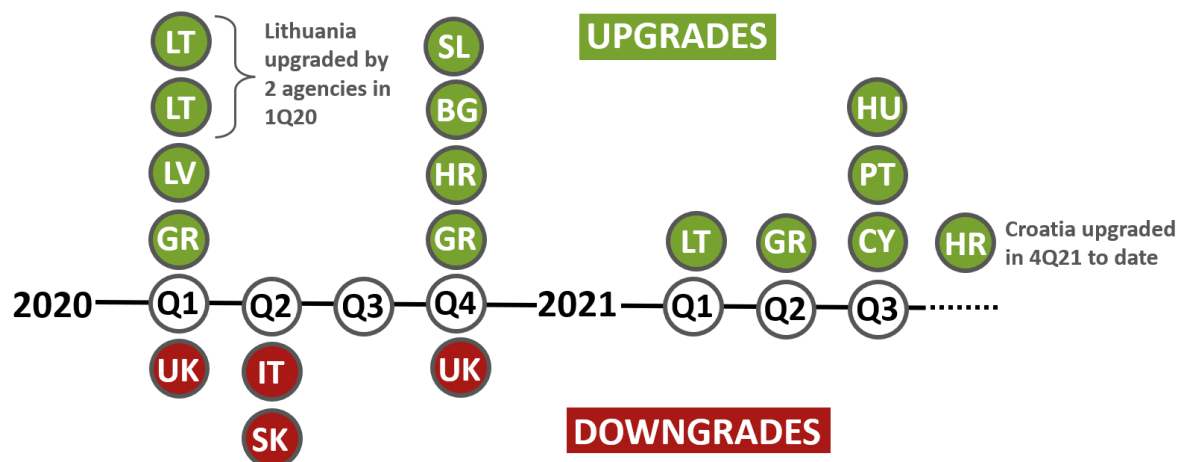 UPGRADES
LT
LT
LV
GR
Lithuania
upgraded by
2 agencies in
1Q20
SL
BG
HR
GR
LT
GR
HU
PT
CY
HR
Croatia upgraded
in 4Q21 to date
2020 Q1 Q2 Q3 Q4 2021 Q1 Q2 Q3
UK
IT
SK
UK
DOWNGRADES